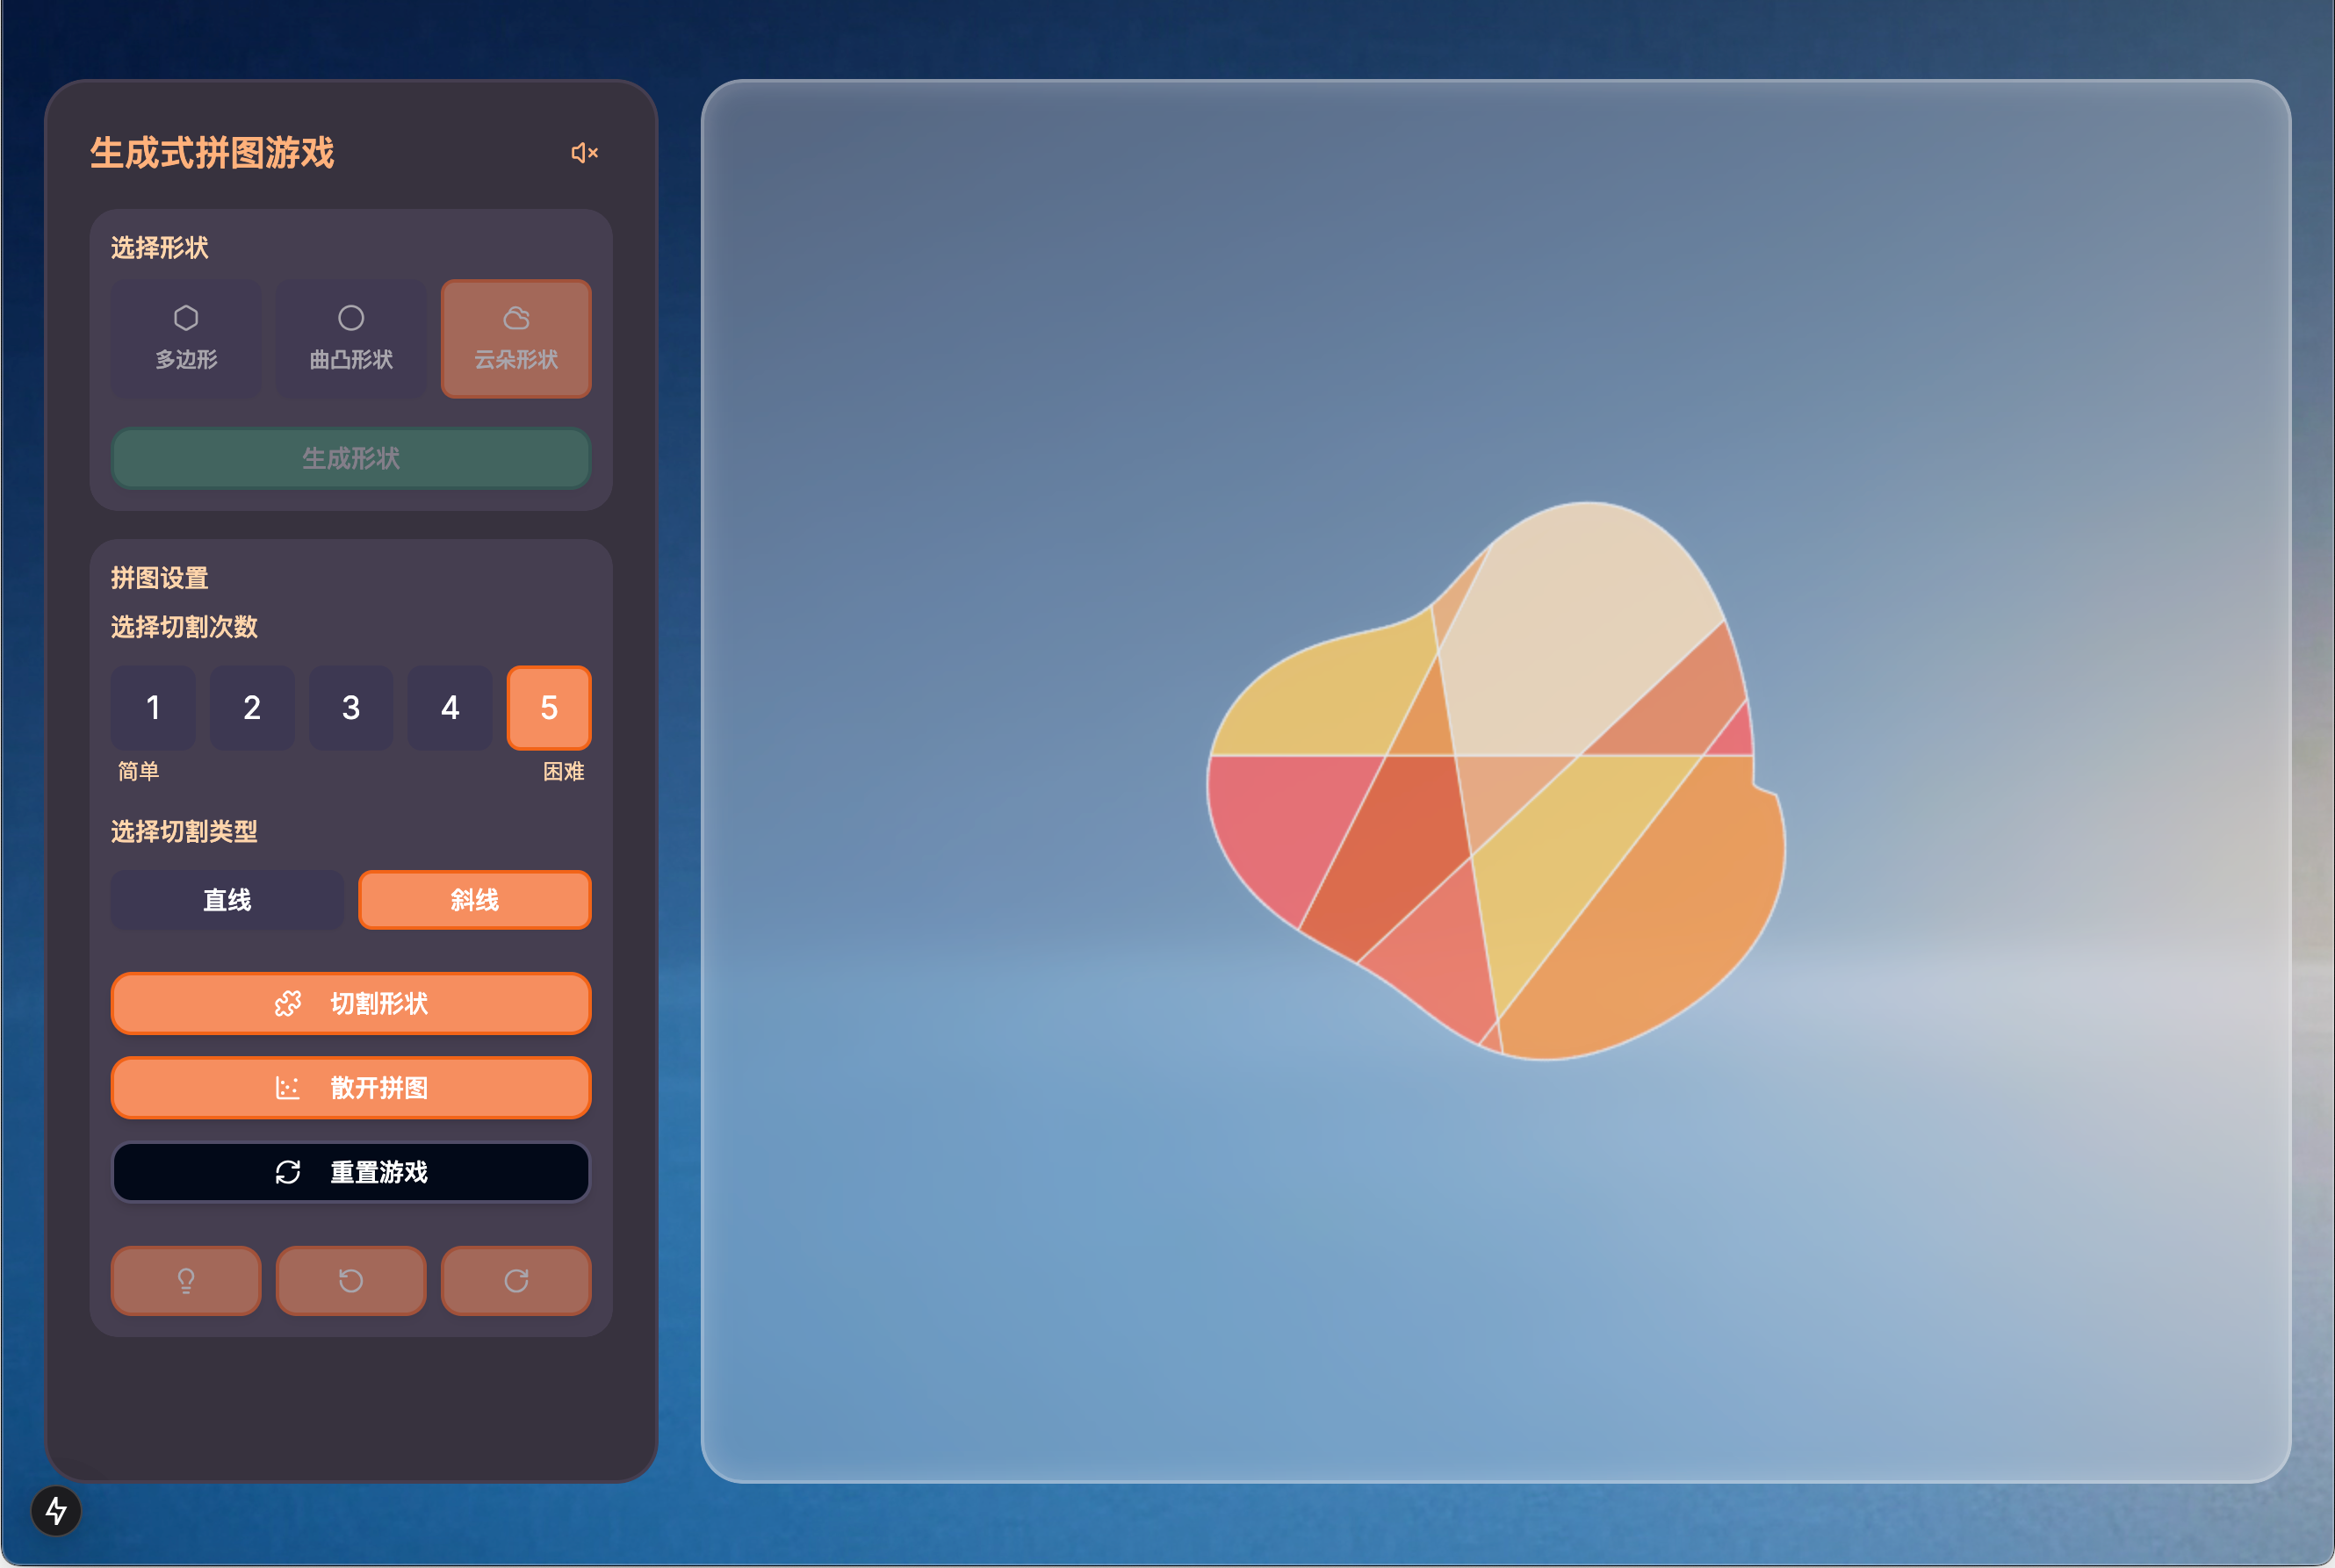 生成式拼图游戏
选择形状
多边形
曲凸形状
云朵形状
生成形状
拼图设置
选择切割次数
1
2
3
4
5
简单
困难
选择切割类型
直线
斜线
切割形状
散开拼图
重置游戏